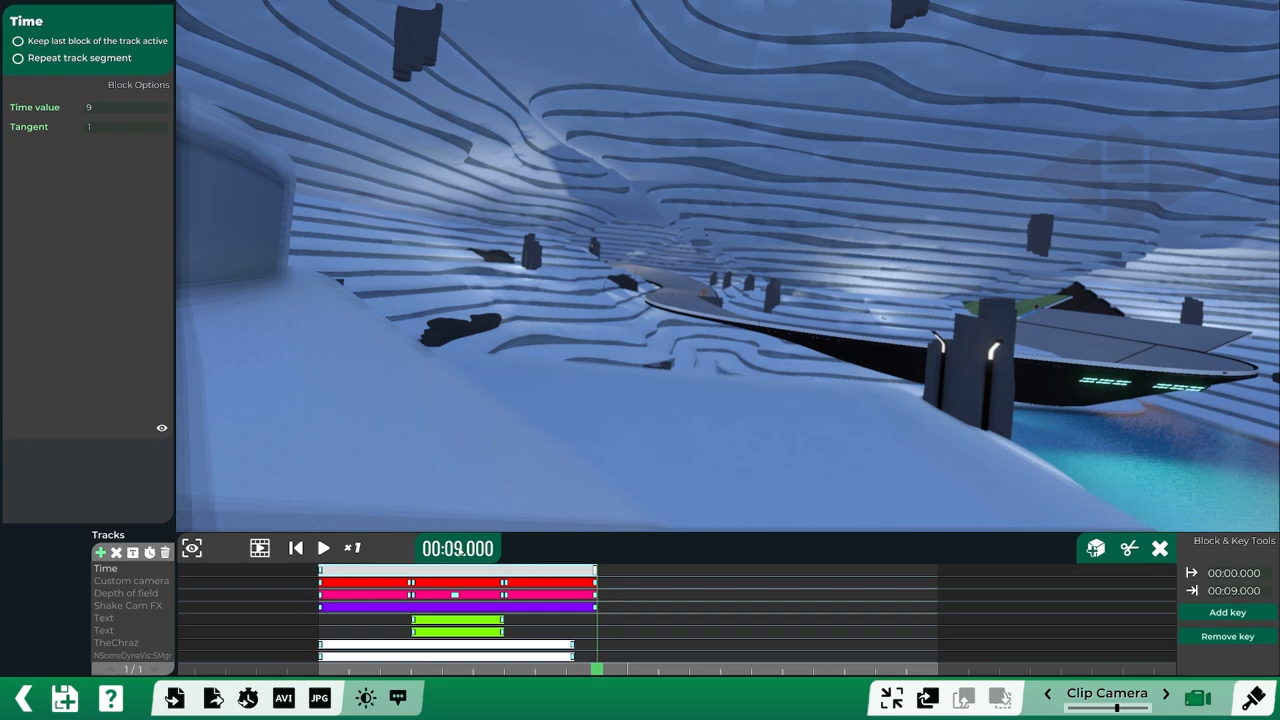 Time
Keep last block of the track active
Repeat track segment
Block Options
Time value 9
Tangent 1
Tracks
Time
Custom camera
Depth of field
Shake Cam FX
Text
Text
TheChraz
NSceneDynaVis::SMgr
1 / 1
×1
00:09.000
Block & Key Tools
00:00.000
00:09.000
Add key
Remove key
AVI
JPG
Clip Camera